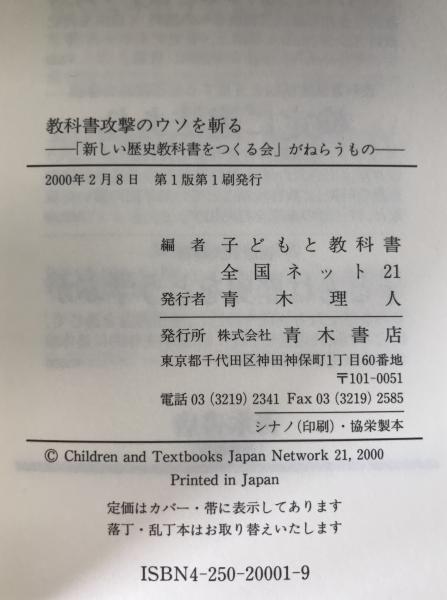 教科書攻撃のウソを斬る
──「新しい歴史教科書をつくる会」がねらうもの──
2000年2月8日 第1版第1刷発行
編者 子どもと教科書
全国ネット21
発行者 青木理人
発行所 株式会社 青木書店
東京都千代田区神田神保町1丁目60番地
〒101-0051
電話03(3219)2341 Fax03(3219)2585
シナノ(印刷)・協栄製本
© Children and Textbooks Japan Network 21, 2000
Printed in Japan
定価はカバー・帯に表示してあります
落丁・乱丁本はお取り替えいたします
ISBN4-250-20001-9